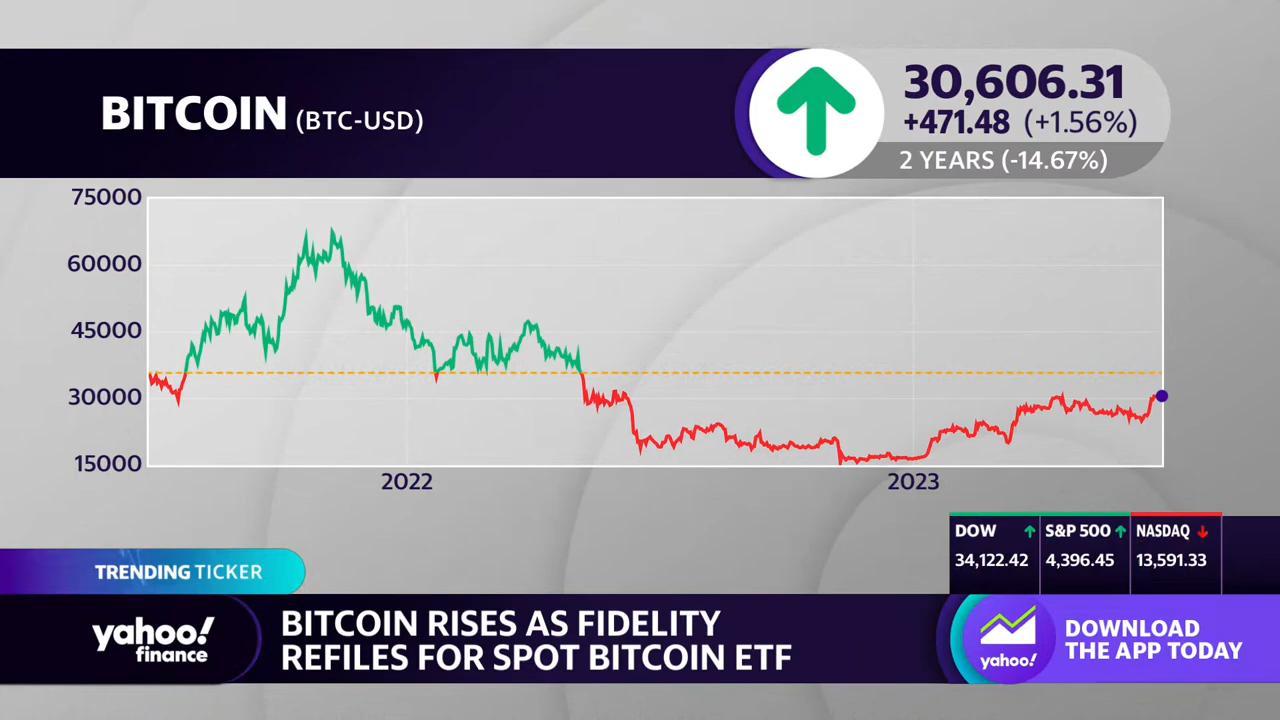 BITCOIN (BTC-USD)
30,606.31
+471.48 (+1.56%)
2 YEARS (-14.67%)
75000
60000
45000
30000
15000
2022
2023
DOW
34,122.42
S&P 500
4,396.45
NASDAQ
13,591.33
TRENDING TICKER
yahoo!
finance
BITCOIN RISES AS FIDELITY
REFILES FOR SPOT BITCOIN ETF
yahoo!
DOWNLOAD
THE APP TODAY